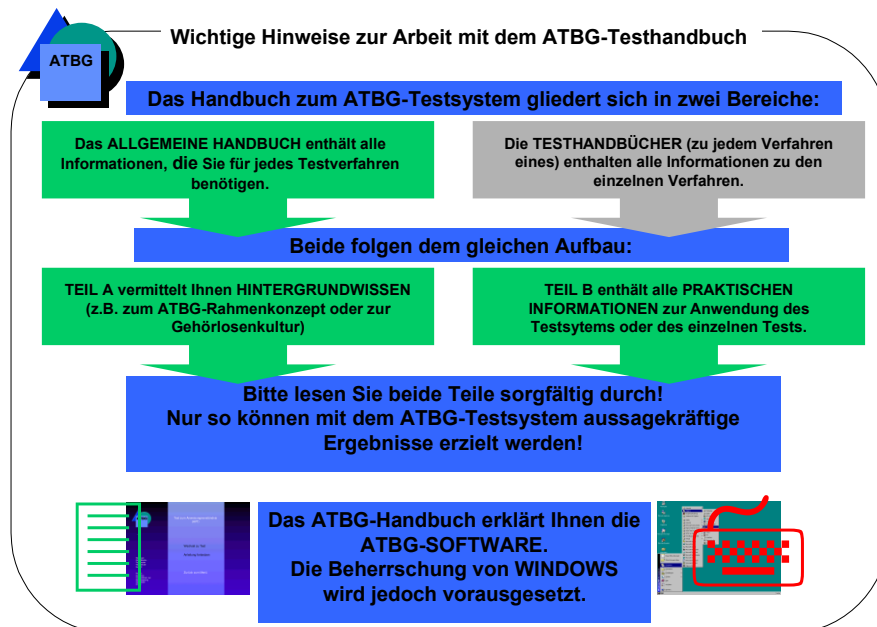 Wichtige Hinweise zur Arbeit mit dem ATBG-Testhandbuch
ATBG
Das Handbuch zum ATBG-Testsystem gliedert sich in zwei Bereiche:
Das ALLGEMEINE HANDBUCH enthält alle
Informationen, die Sie für jedes Testverfahren
benötigen.
Die TESTHANDBÜCHER (zu jedem Verfahren
eines) enthalten alle Informationen zu den
einzelnen Verfahren.
Beide folgen dem gleichen Aufbau:
TEIL A vermittelt Ihnen HINTERGRUNDWISSEN
(z.B. zum ATBG-Rahmenkonzept oder zur
Gehörlosenkultur)
TEIL B enthält alle PRAKTISCHEN
INFORMATIONEN zur Anwendung des
Testsytems oder des einzelnen Tests.
Bitte lesen Sie beide Teile sorgfältig durch!
Nur so können mit dem ATBG-Testsystem aussagekräftige
Ergebnisse erzielt werden!
Das ATBG-Handbuch erklärt Ihnen die
ATBG-SOFTWARE.
Die Beherrschung von WINDOWS
wird jedoch vorausgesetzt.